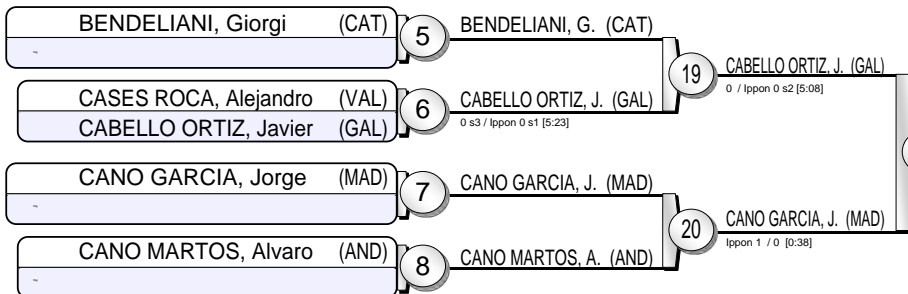 BENDELIANI, Giorgi (CAT)
~
5
BENDELIANI, G. (CAT)
CASES ROCA, Alejandro (VAL)
CABELLO ORTIZ, Javier (GAL)
6
CABELLO ORTIZ, J. (GAL)
0 s3 / Ippon 0 s1 [5:23]
19
CABELLO ORTIZ, J. (GAL)
0 / Ippon 0 s2 [5:08]
CANO GARCIA, Jorge (MAD)
~
7
CANO GARCIA, J. (MAD)
CANO MARTOS, Alvaro (AND)
~
8
CANO MARTOS, A. (AND)
20
CANO GARCIA, J. (MAD)
Ippon 1 / 0 [0:38]